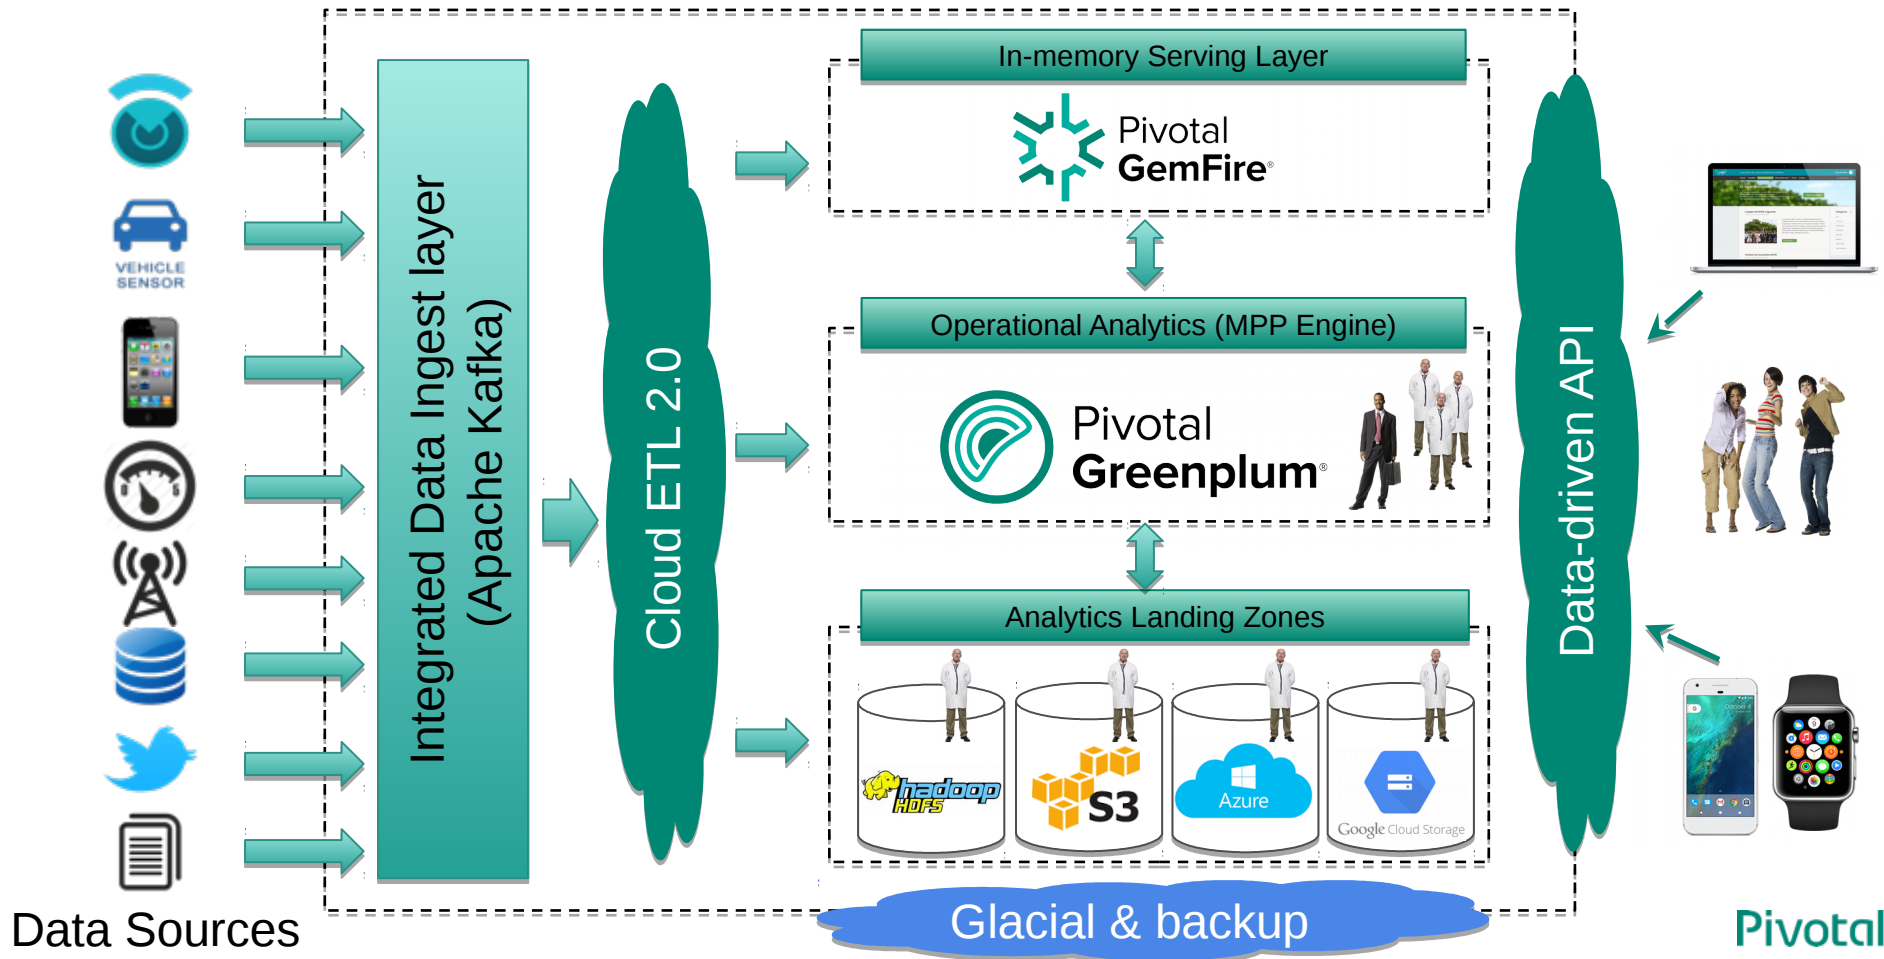 VEHICLE
SENSOR
Data Sources
Integrated Data Ingest layer
(Apache Kafka)
Cloud ETL 2.0
In-memory Serving Layer
Pivotal
GemFire®
Operational Analytics (MPP Engine)
Pivotal
Greenplum®
Analytics Landing Zones
hadoop
HDFS
S3
Azure
Google Cloud Storage
Glacial & backup
Data-driven API
Pivotal